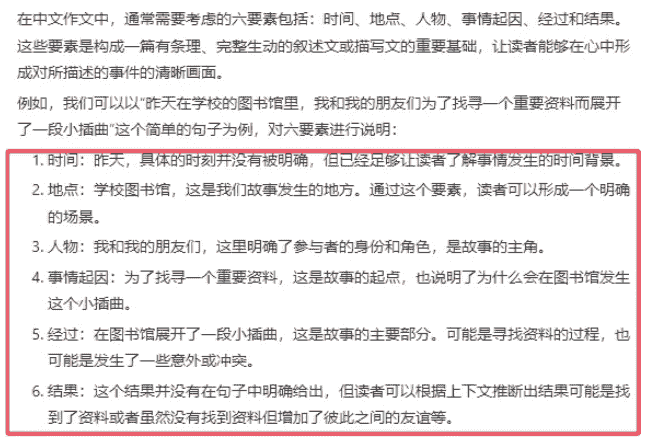 在中文作文中，通常需要考虑的六要素包括：时间、地点、人物、事情起因、经过和结果。
这些要素是构成一篇有条理、完整生动的叙述文或描写文的重要基础，让读者能够在心中形
成对所描述的事件的清晰画面。
例如，我们可以以“昨天在学校的图书馆里，我和我的朋友们为了找寻一个重要资料而展开
了一段小插曲”这个简单的句子为例，对六要素进行说明：
1. 时间：昨天，具体的时刻并没有被明确，但已经足够让读者了解事情发生的时间背景。
2. 地点：学校图书馆，这是我们故事发生的地方。通过这个要素，读者可以形成一个明确
的场景。
3. 人物：我和我的朋友们，这里明确了参与者的身份和角色，是故事的主角。
4. 事情起因：为了找寻一个重要资料，这是故事的起点，也说明了为什么会在图书馆发生
这个小插曲。
5. 经过：在图书馆展开了一段小插曲，这是故事的主要部分。可能是寻找资料的过程，也
可能是发生了一些意外或冲突。
6. 结果：这个结果并没有在句子中明确给出，但读者可以根据上下文推断出结果可能是找
到了资料或者虽然没有找到资料但增加了彼此之间的友谊等。